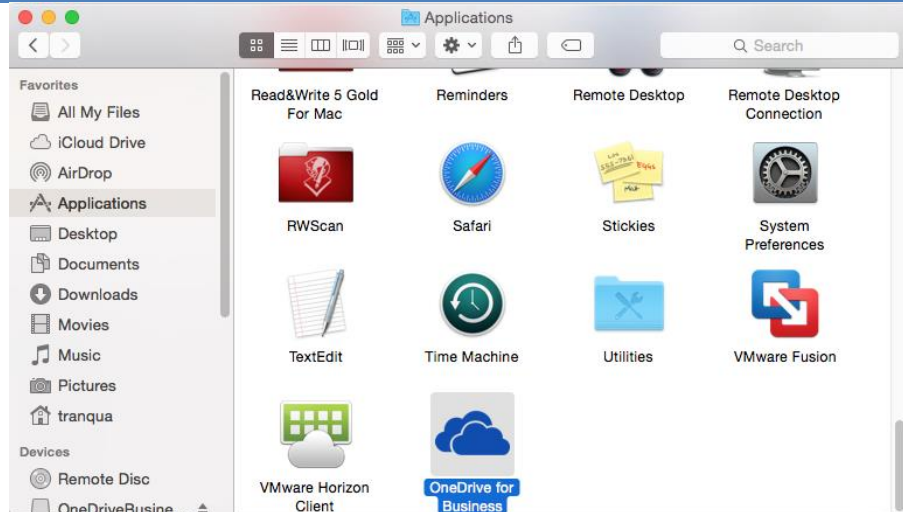 Applications
Search
Favorites
All My Files
iCloud Drive
AirDrop
Applications
Desktop
Documents
Downloads
Movies
Music
Pictures
tranqua
Devices
Remote Disc
OneDriveBusine
Read&Write 5 Gold
For Mac
Reminders
Remote Desktop
Remote Desktop
Connection
RWScan
Safari
Stickies
System
Preferences
TextEdit
Time Machine
Utilities
VMware Fusion
VMware Horizon
Client
OneDrive for
Business